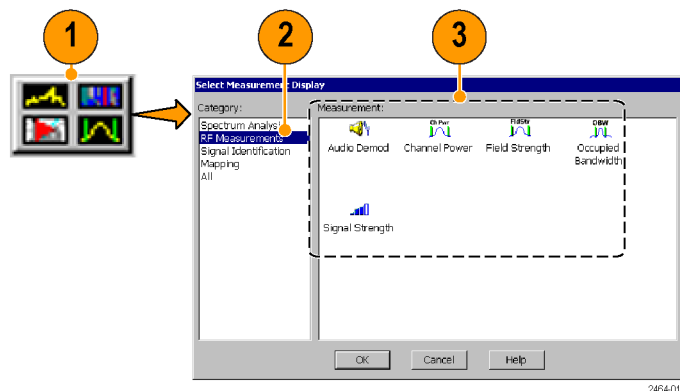 1
2
3
Select Measurement Display
Category:
Measurement:
Spectrum Analysis
RF Measurements
Signal Identification
Mapping
All
Audio Demod
Ch Pwr
Channel Power
FldStr
Field Strength
OBW
Occupied
Bandwidth
Signal Strength
OK
Cancel
Help
2464-01